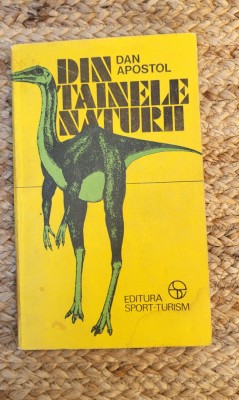 DAN
APOSTOL
DIN
TAINELE
NATURII
EDITURA
SPORT-TURISM